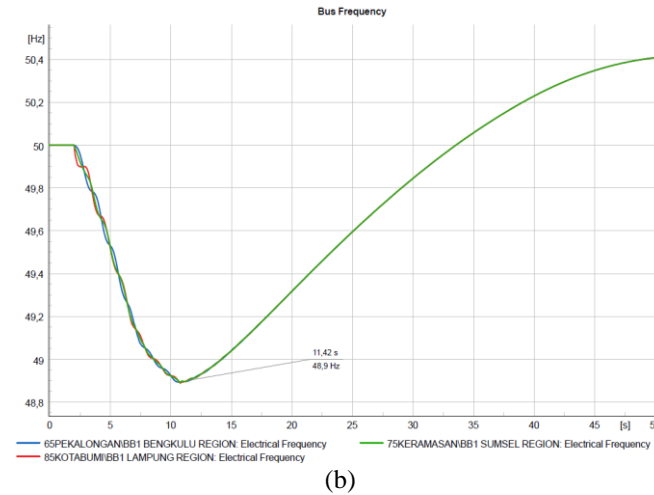 Bus Frequency
[Hz]
50,4
50,2
50
49,8
49,6
49,4
49,2
49
48,8
11,42 s
48,9 Hz
0 5 10 15 20 25 30 35 40 45 [s] 5
65PEKALONGAN\BB1 BENGKULU REGION: Electrical Frequency 75KERAMASAN\BB1 SUMSEL REGION: Electrical Frequency
85KOTABUMI\BB1 LAMPUNG REGION: Electrical Frequency
(b)